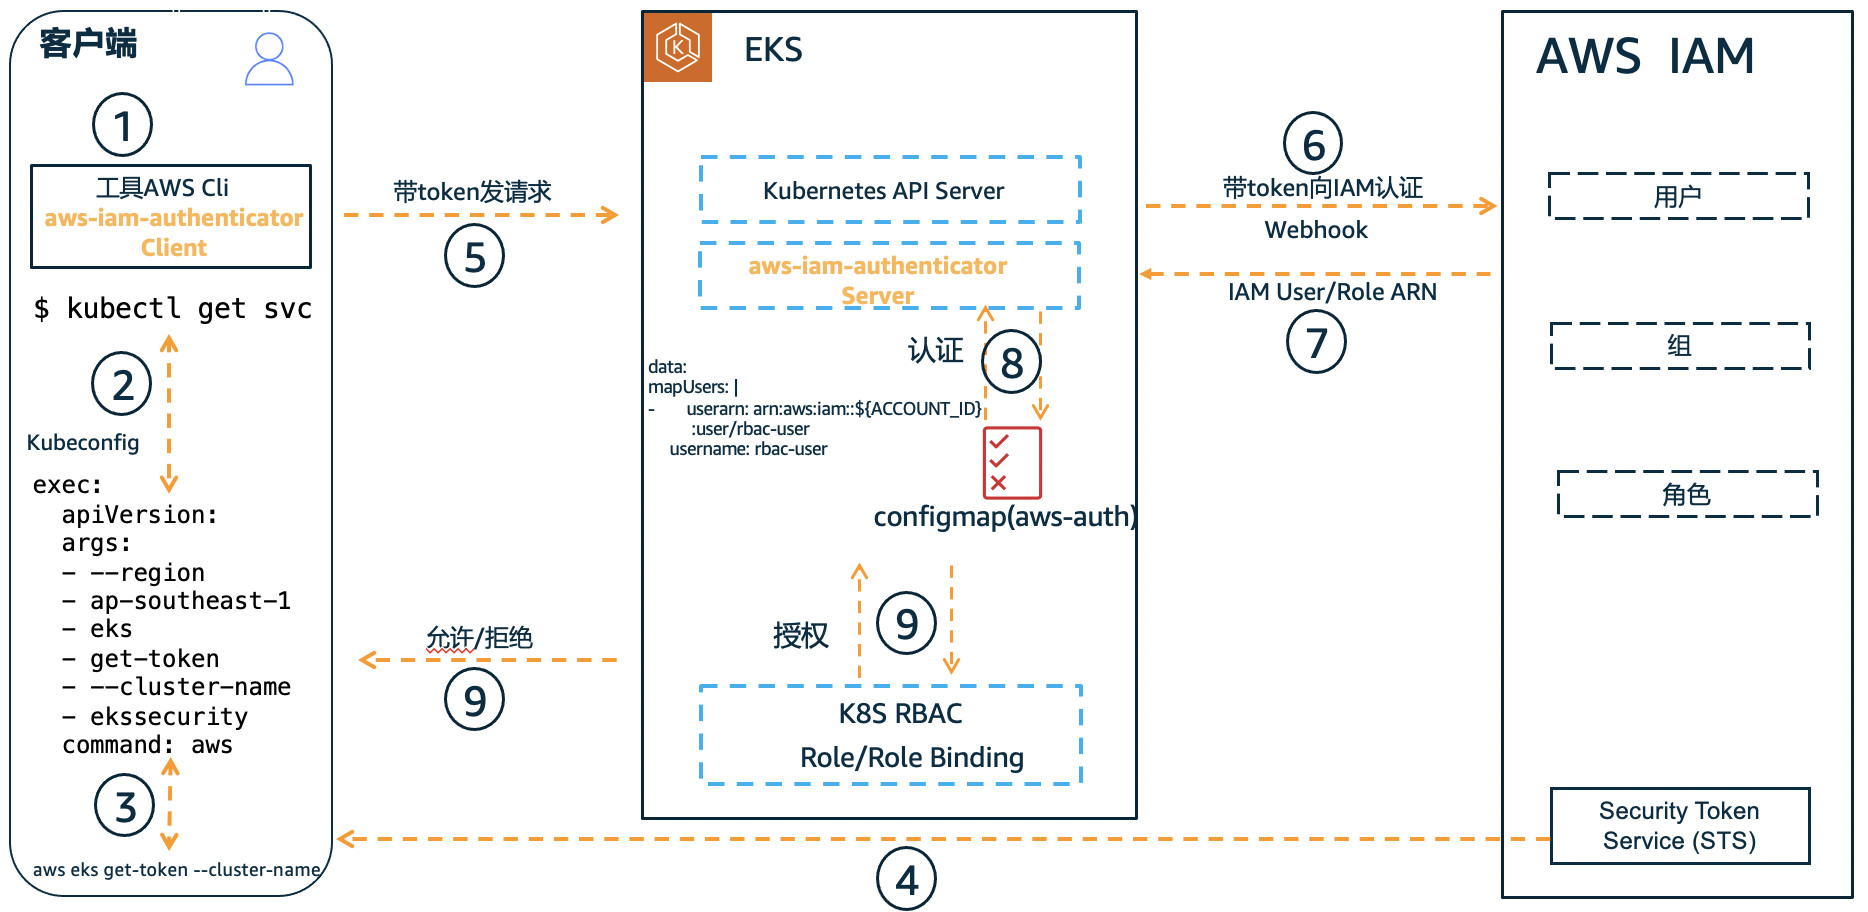 客户端
①
工具AWS Cli
aws-iam-authenticator
Client
$ kubectl get svc
②
Kubeconfig
exec:
apiVersion:
args:
- --region
- ap-southeast-1
- eks
- get-token
- --cluster-name
- ekssecurity
command: aws
③
aws eks get-token --cluster-name
带token发请求
⑤
允许/拒绝
⑨
④
K
EKS
Kubernetes API Server
aws-iam-authenticator
Server
认证
⑧
data:
mapUsers: |
- userarn: arn:aws:iam::${ACCOUNT_ID}
:user/rbac-user
username: rbac-user
configmap(aws-auth)
授权
⑨
K8S RBAC
Role/Role Binding
⑥
带token向IAM认证
Webhook
IAM User/Role ARN
⑦
AWS IAM
用户
组
角色
Security Token
Service (STS)